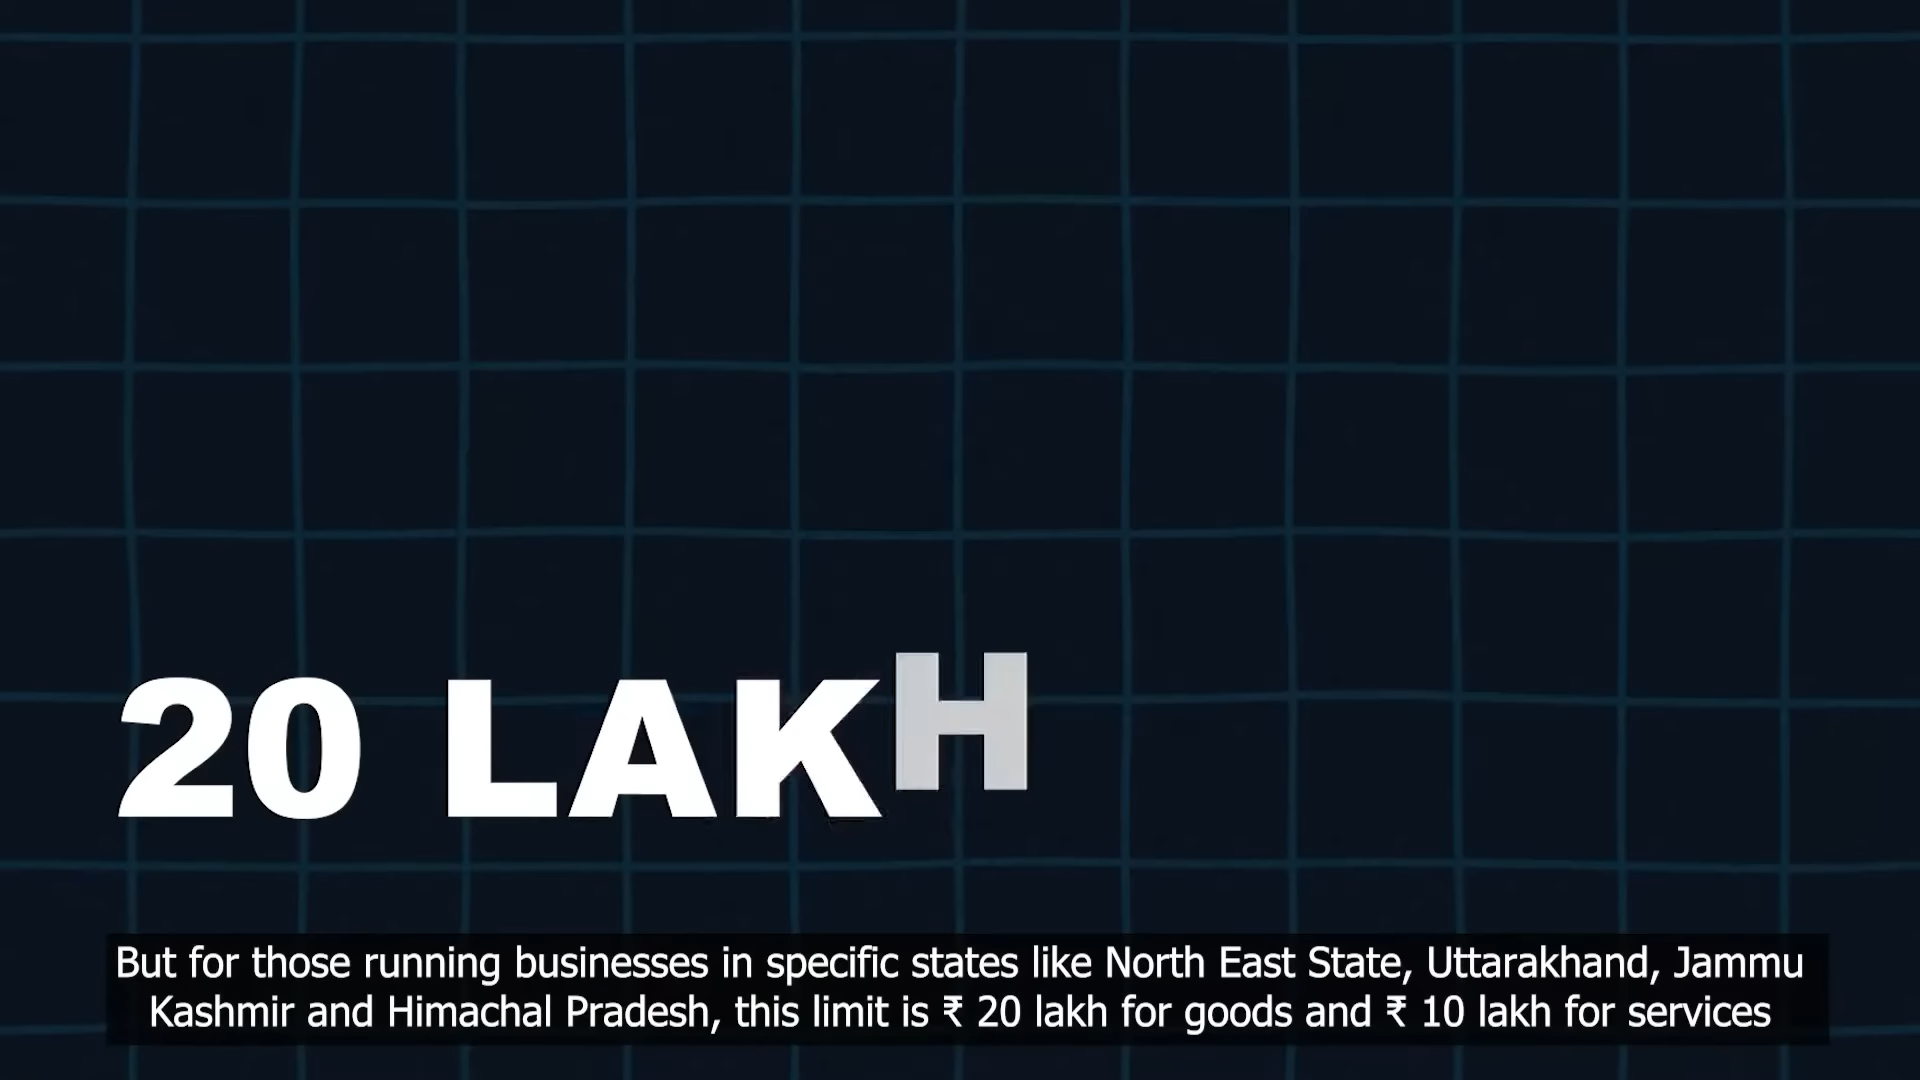 20 LAKH
But for those running businesses in specific states like North East State, Uttarakhand, Jammu
Kashmir and Himachal Pradesh, this limit is ₹ 20 lakh for goods and ₹ 10 lakh for services